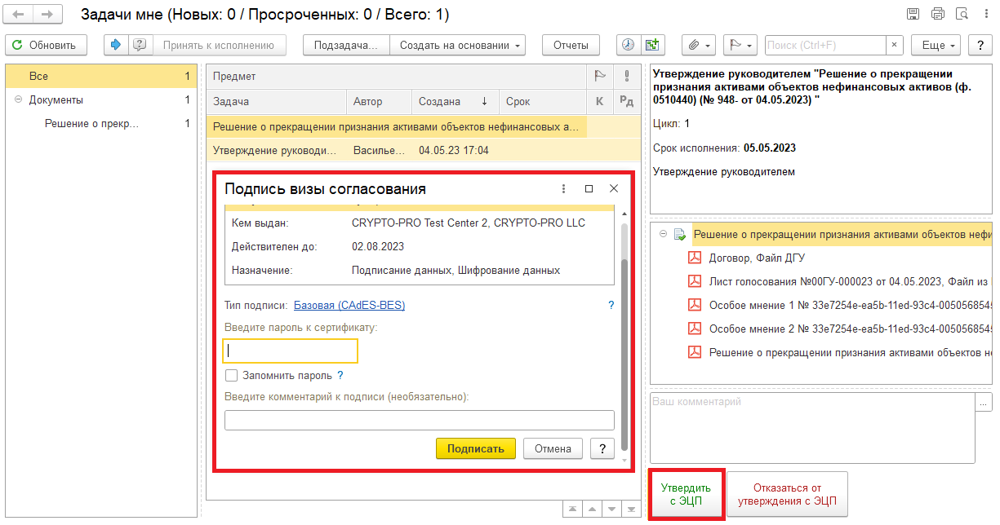 Задачи мне (Новых: 0 / Просроченных: 0 / Всего: 1)
Обновить
Принять к исполнению
Подзадача...
Создать на основании
Отчеты
Поиск (Ctrl+F)
×
Еще
?
Все 1
Документы 1
Решение о прекр... 1
Предмет
Задача Автор Создана ↓ Срок К Рд
Решение о прекращении признания активами объектов нефинансовых а...
Утверждение руководи... Василье... 04.05.23 17:04
Подпись визы согласования
Кем выдан: CRYPTO-PRO Test Center 2, CRYPTO-PRO LLC
Действителен до: 02.08.2023
Назначение: Подписание данных, Шифрование данных
Тип подписи: Базовая (CAdES-BES) ?
Введите пароль к сертификату:
Запомнить пароль ?
Введите комментарий к подписи (необязательно):
Подписать
Отмена
?
Утверждение руководителем "Решение о прекращении
признания активами объектов нефинансовых активов (ф.
0510440) (№ 948- от 04.05.2023) "
Цикл: 1
Срок исполнения: 05.05.2023
Утверждение руководителем
Решение о прекращении признания активами объектов нефи
Договор, Файл ДГУ
Лист голосования №00ГУ-000023 от 04.05.2023, Файл из
Особое мнение 1 № 33e7254e-ea5b-11ed-93c4-005056854
Особое мнение 2 № 33e7254e-ea5b-11ed-93c4-005056854
Решение о прекращении признания активами объектов н
Ваш комментарий
...
Утвердить
с ЭЦП
Отказаться от
утверждения с ЭЦП